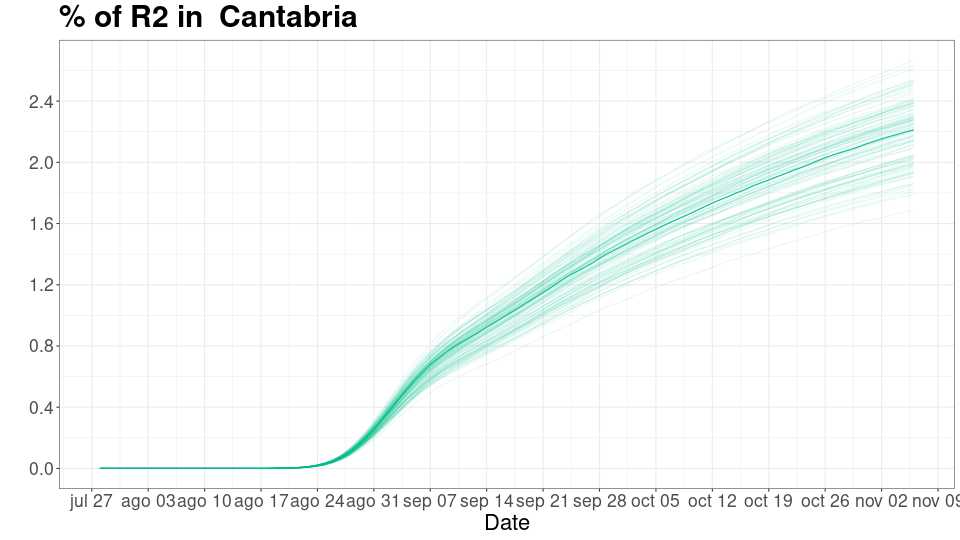 % of R2 in  Cantabria
2.4
2.0
1.6
1.2
0.8
0.4
0.0
jul 27 ago 03 ago 10 ago 17 ago 24 ago 31 sep 07 sep 14 sep 21 sep 28 oct 05 oct 12 oct 19 oct 26 nov 02 nov 09
Date